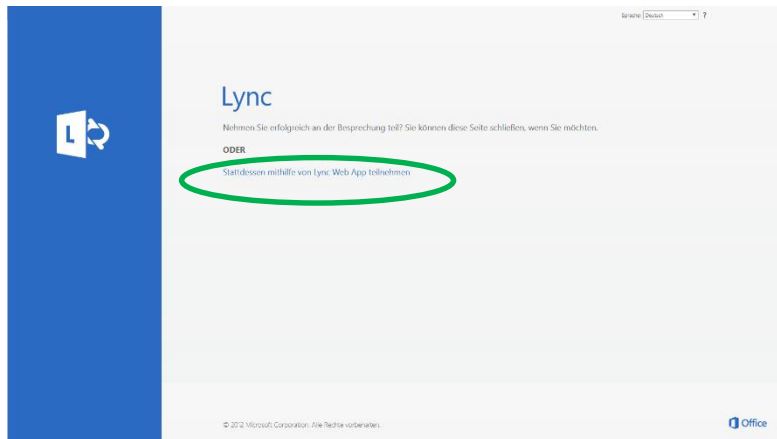 Sprache: Deutsch ?
Lync
Nehmen Sie erfolgreich an der Besprechung teil? Sie können diese Seite schließen, wenn Sie möchten.
ODER
Stattdessen mithilfe von Lync Web App teilnehmen
© 2012 Microsoft Corporation. Alle Rechte vorbehalten.
Office